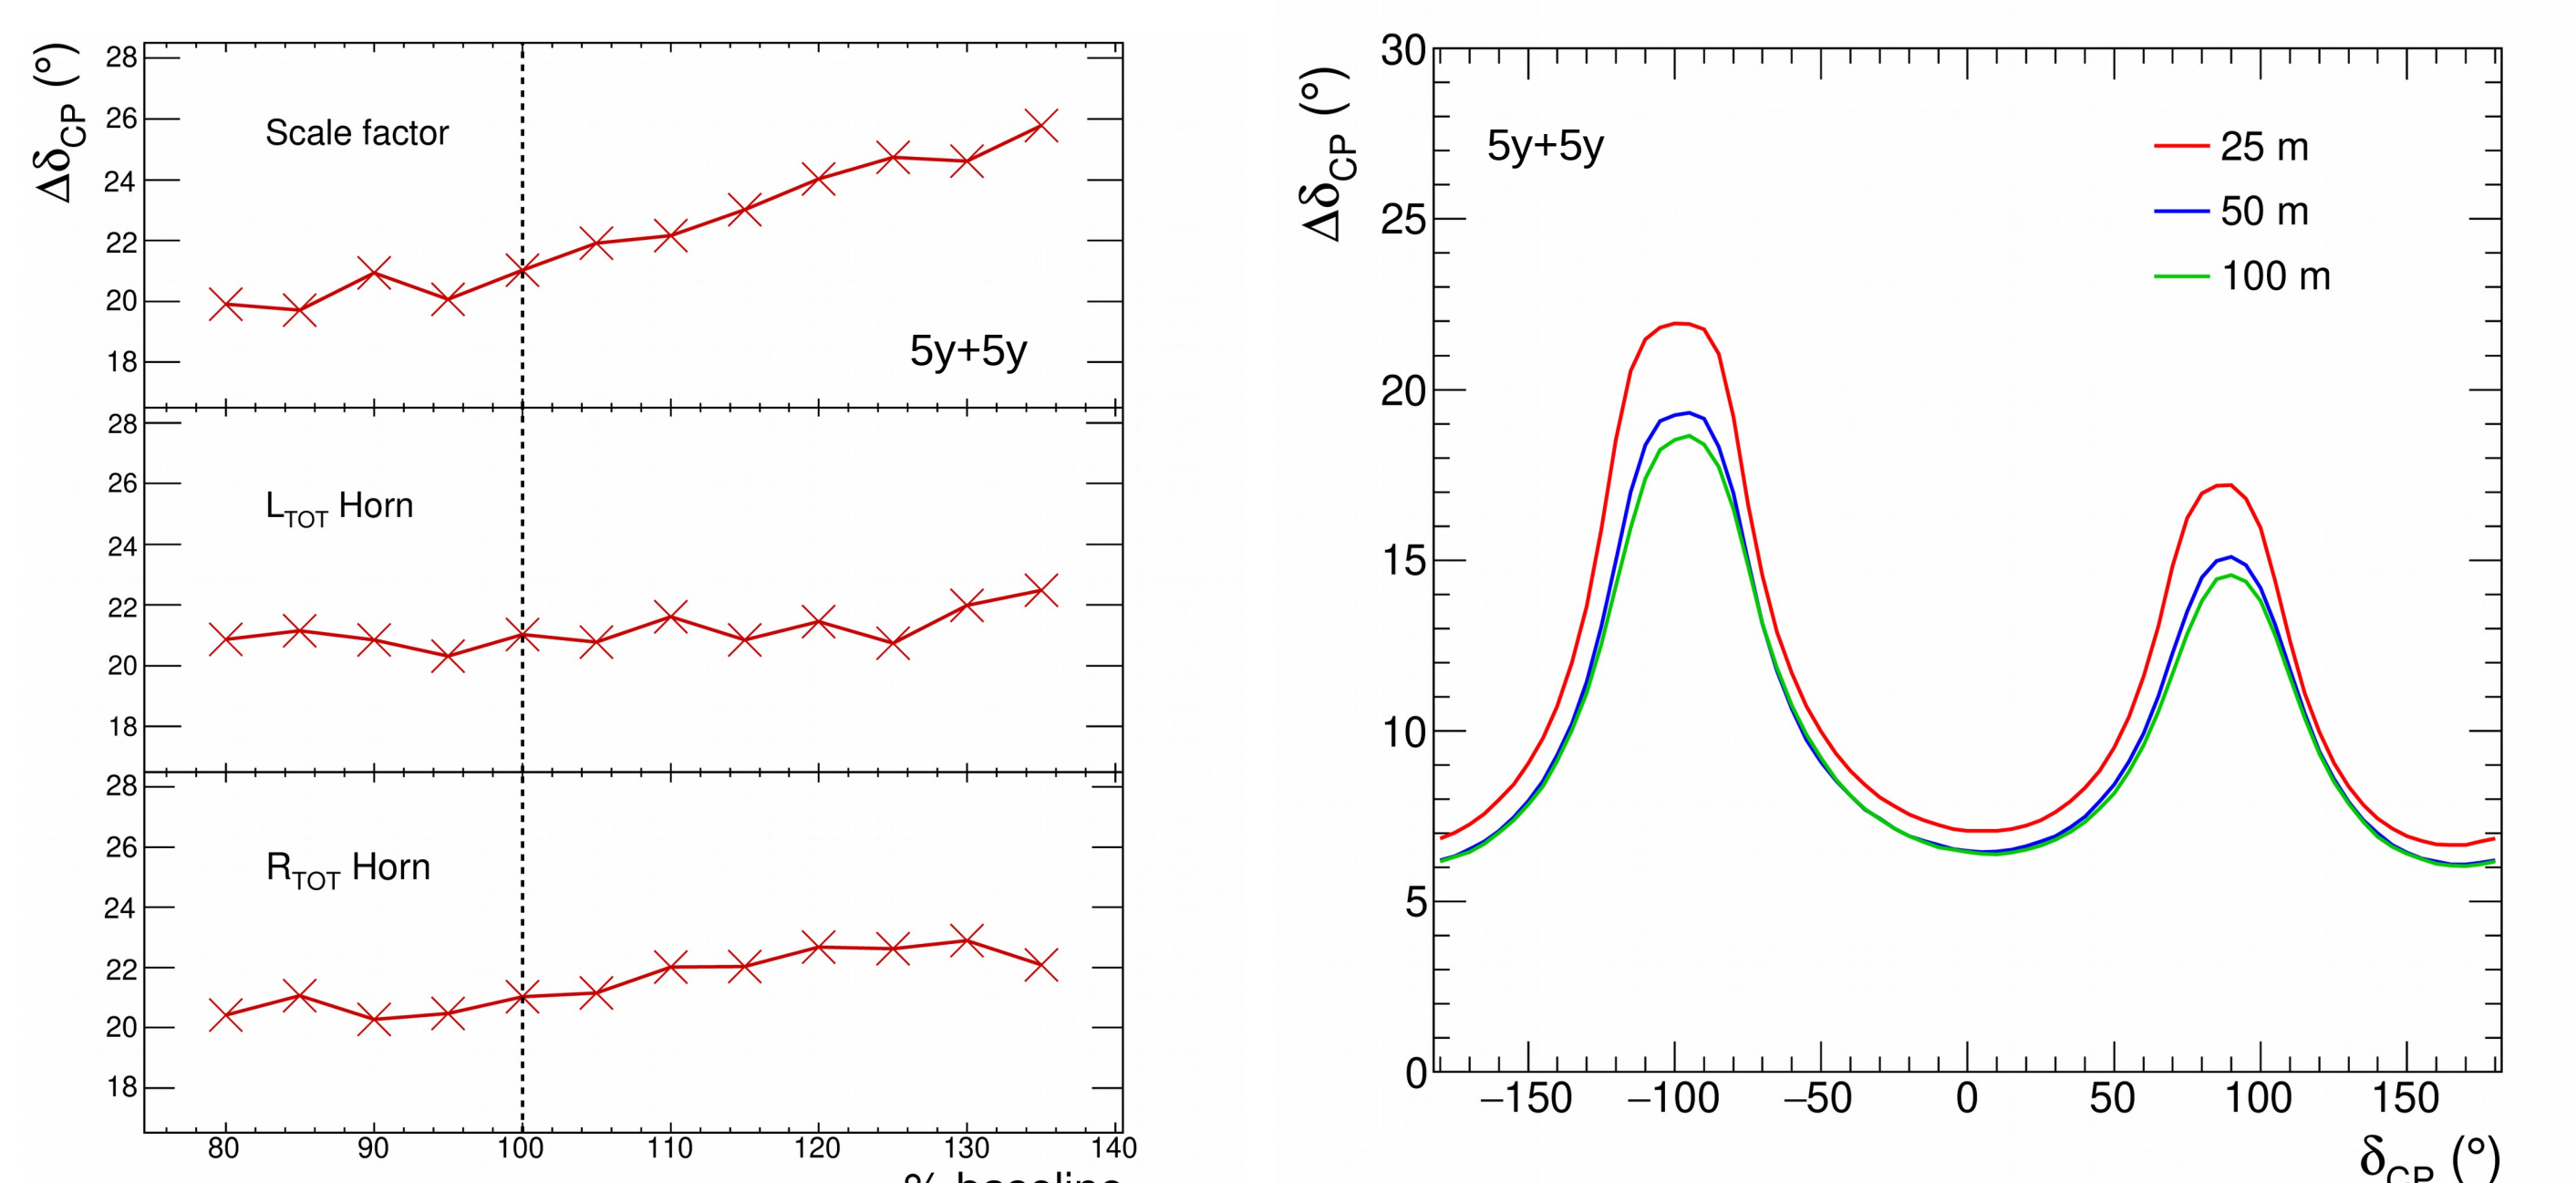 Δδ_CP (°)
28
26
24
22
20
18
Scale factor
5y+5y
28
26
24
22
20
18
L_TOT Horn
28
26
24
22
20
18
R_TOT Horn
80 90 100 110 120 130 140
% baseline
Δδ_CP (°)
30
25
20
15
10
5
0
5y+5y
25 m
50 m
100 m
−150 −100 −50 0 50 100 150
δ_CP (°)